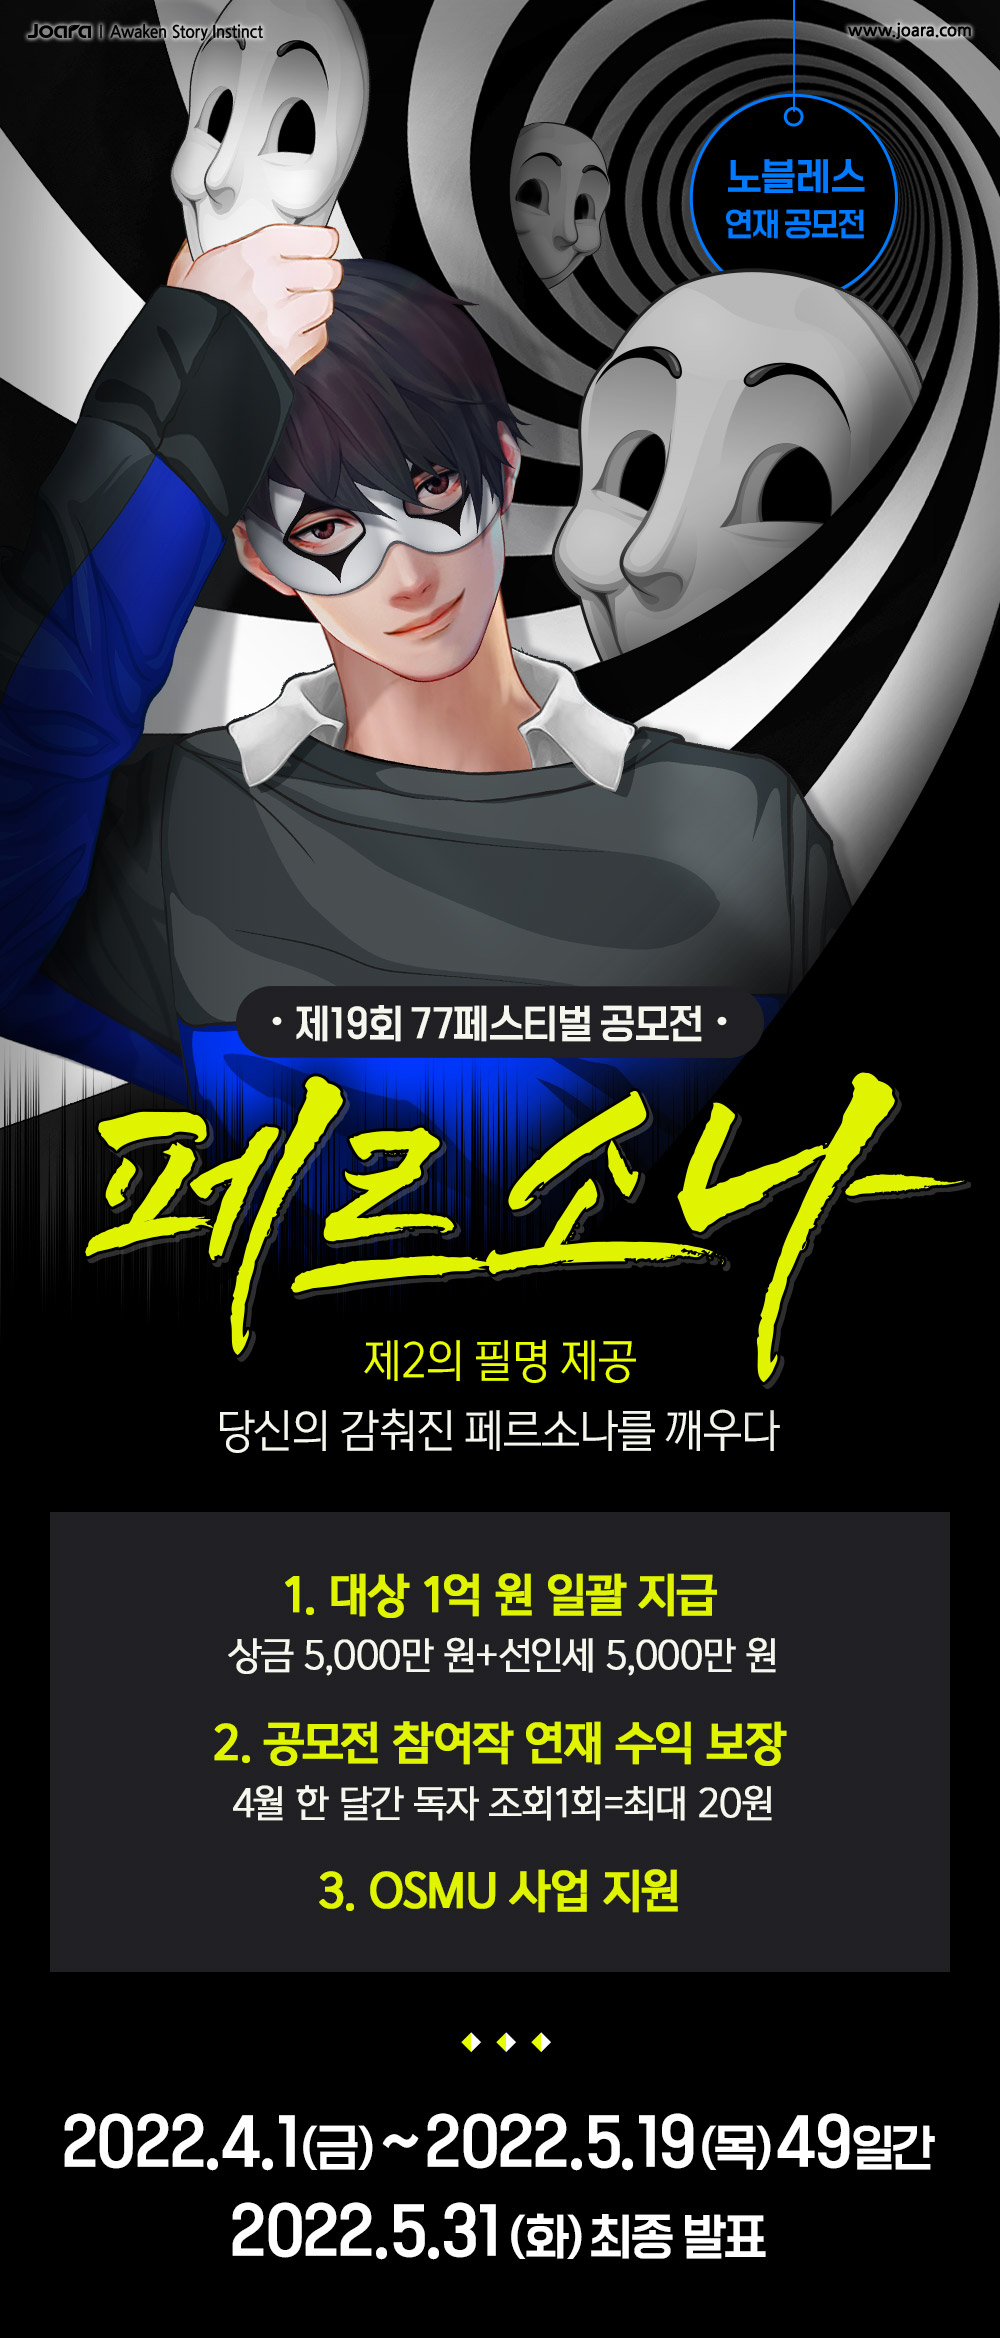 Joara | Awaken Story Instinct
www.joara.com
노블레스
연재 공모전
• 제19회 77페스티벌 공모전 •
페르소나
제2의 필명 제공
당신의 감춰진 페르소나를 깨우다
1. 대상 1억 원 일괄 지급
상금 5,000만 원+선인세 5,000만 원
2. 공모전 참여작 연재 수익 보장
4월 한 달간 독자 조회1회=최대 20원
3. OSMU 사업 지원
2022.4.1(금)~2022.5.19(목)49일간
2022.5.31(화) 최종 발표